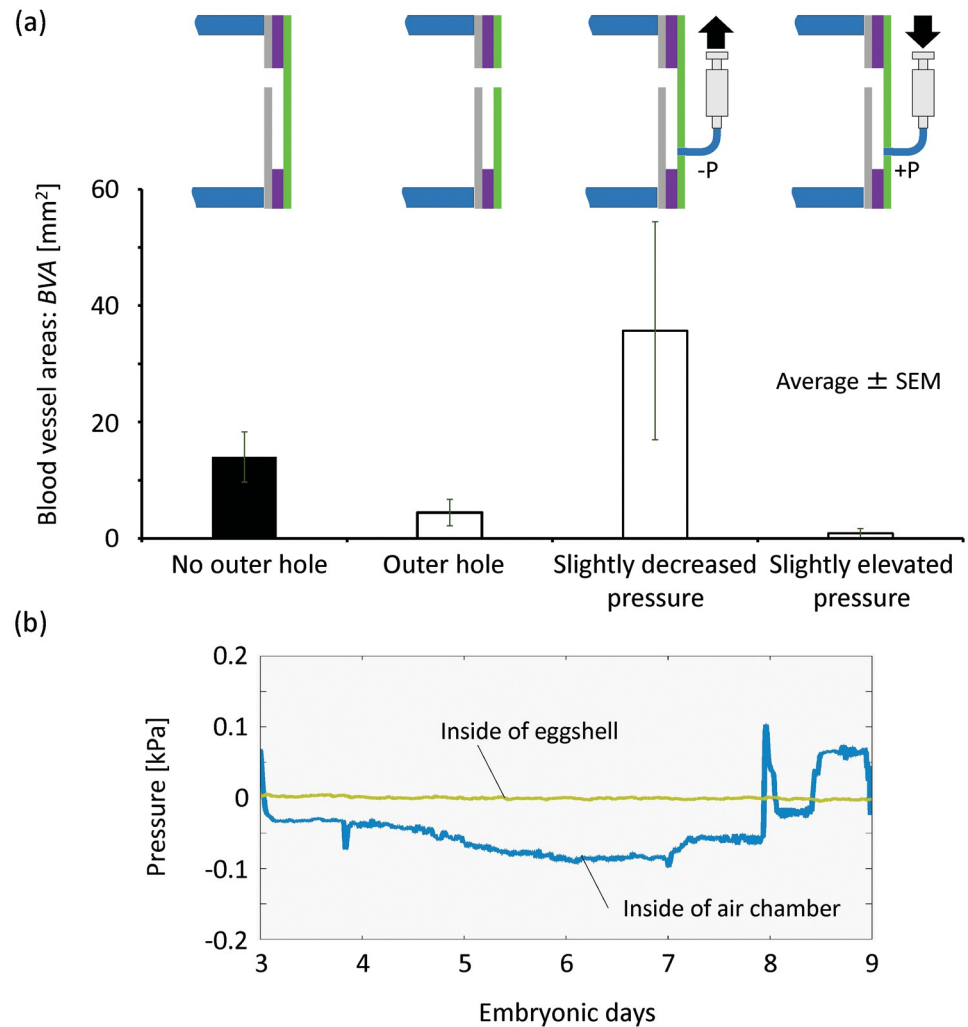 (a)
-P
+P
Blood vessel areas: BVA [mm²]
60
40
20
0
Average ± SEM
No outer hole
Outer hole
Slightly decreased
pressure
Slightly elevated
pressure
(b)
Pressure [kPa]
0.2
0.1
0
-0.1
-0.2
Inside of eggshell
Inside of air chamber
3 4 5 6 7 8 9
Embryonic days